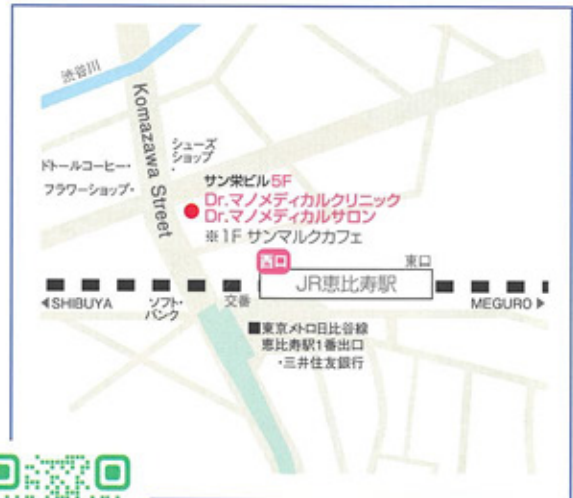 渋谷川
Komazawa Street
シューズ
ショップ
ドトールコーヒー・
フラワーショップ・
サン栄ビル5F
Dr.マノメディカルクリニック
Dr.マノメディカルサロン
※1F サンマルクカフェ
西口
東口
JR恵比寿駅
◀SHIBUYA
ソフト・
バンク
交番
MEGURO▶
■東京メトロ日比谷線
恵比寿駅1番出口
・三井住友銀行